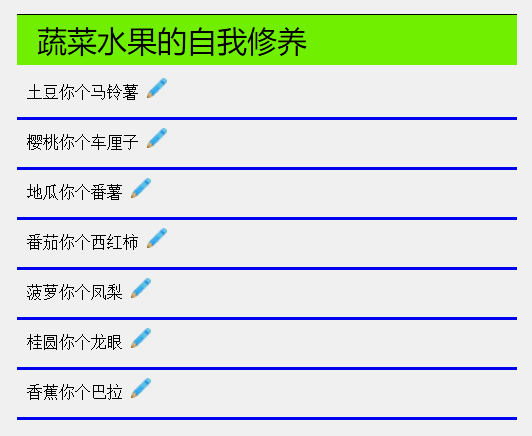 蔬菜水果的自我修养
土豆你个马铃薯
樱桃你个车厘子
地瓜你个番薯
番茄你个西红柿
菠萝你个凤梨
桂圆你个龙眼
香蕉你个巴拉